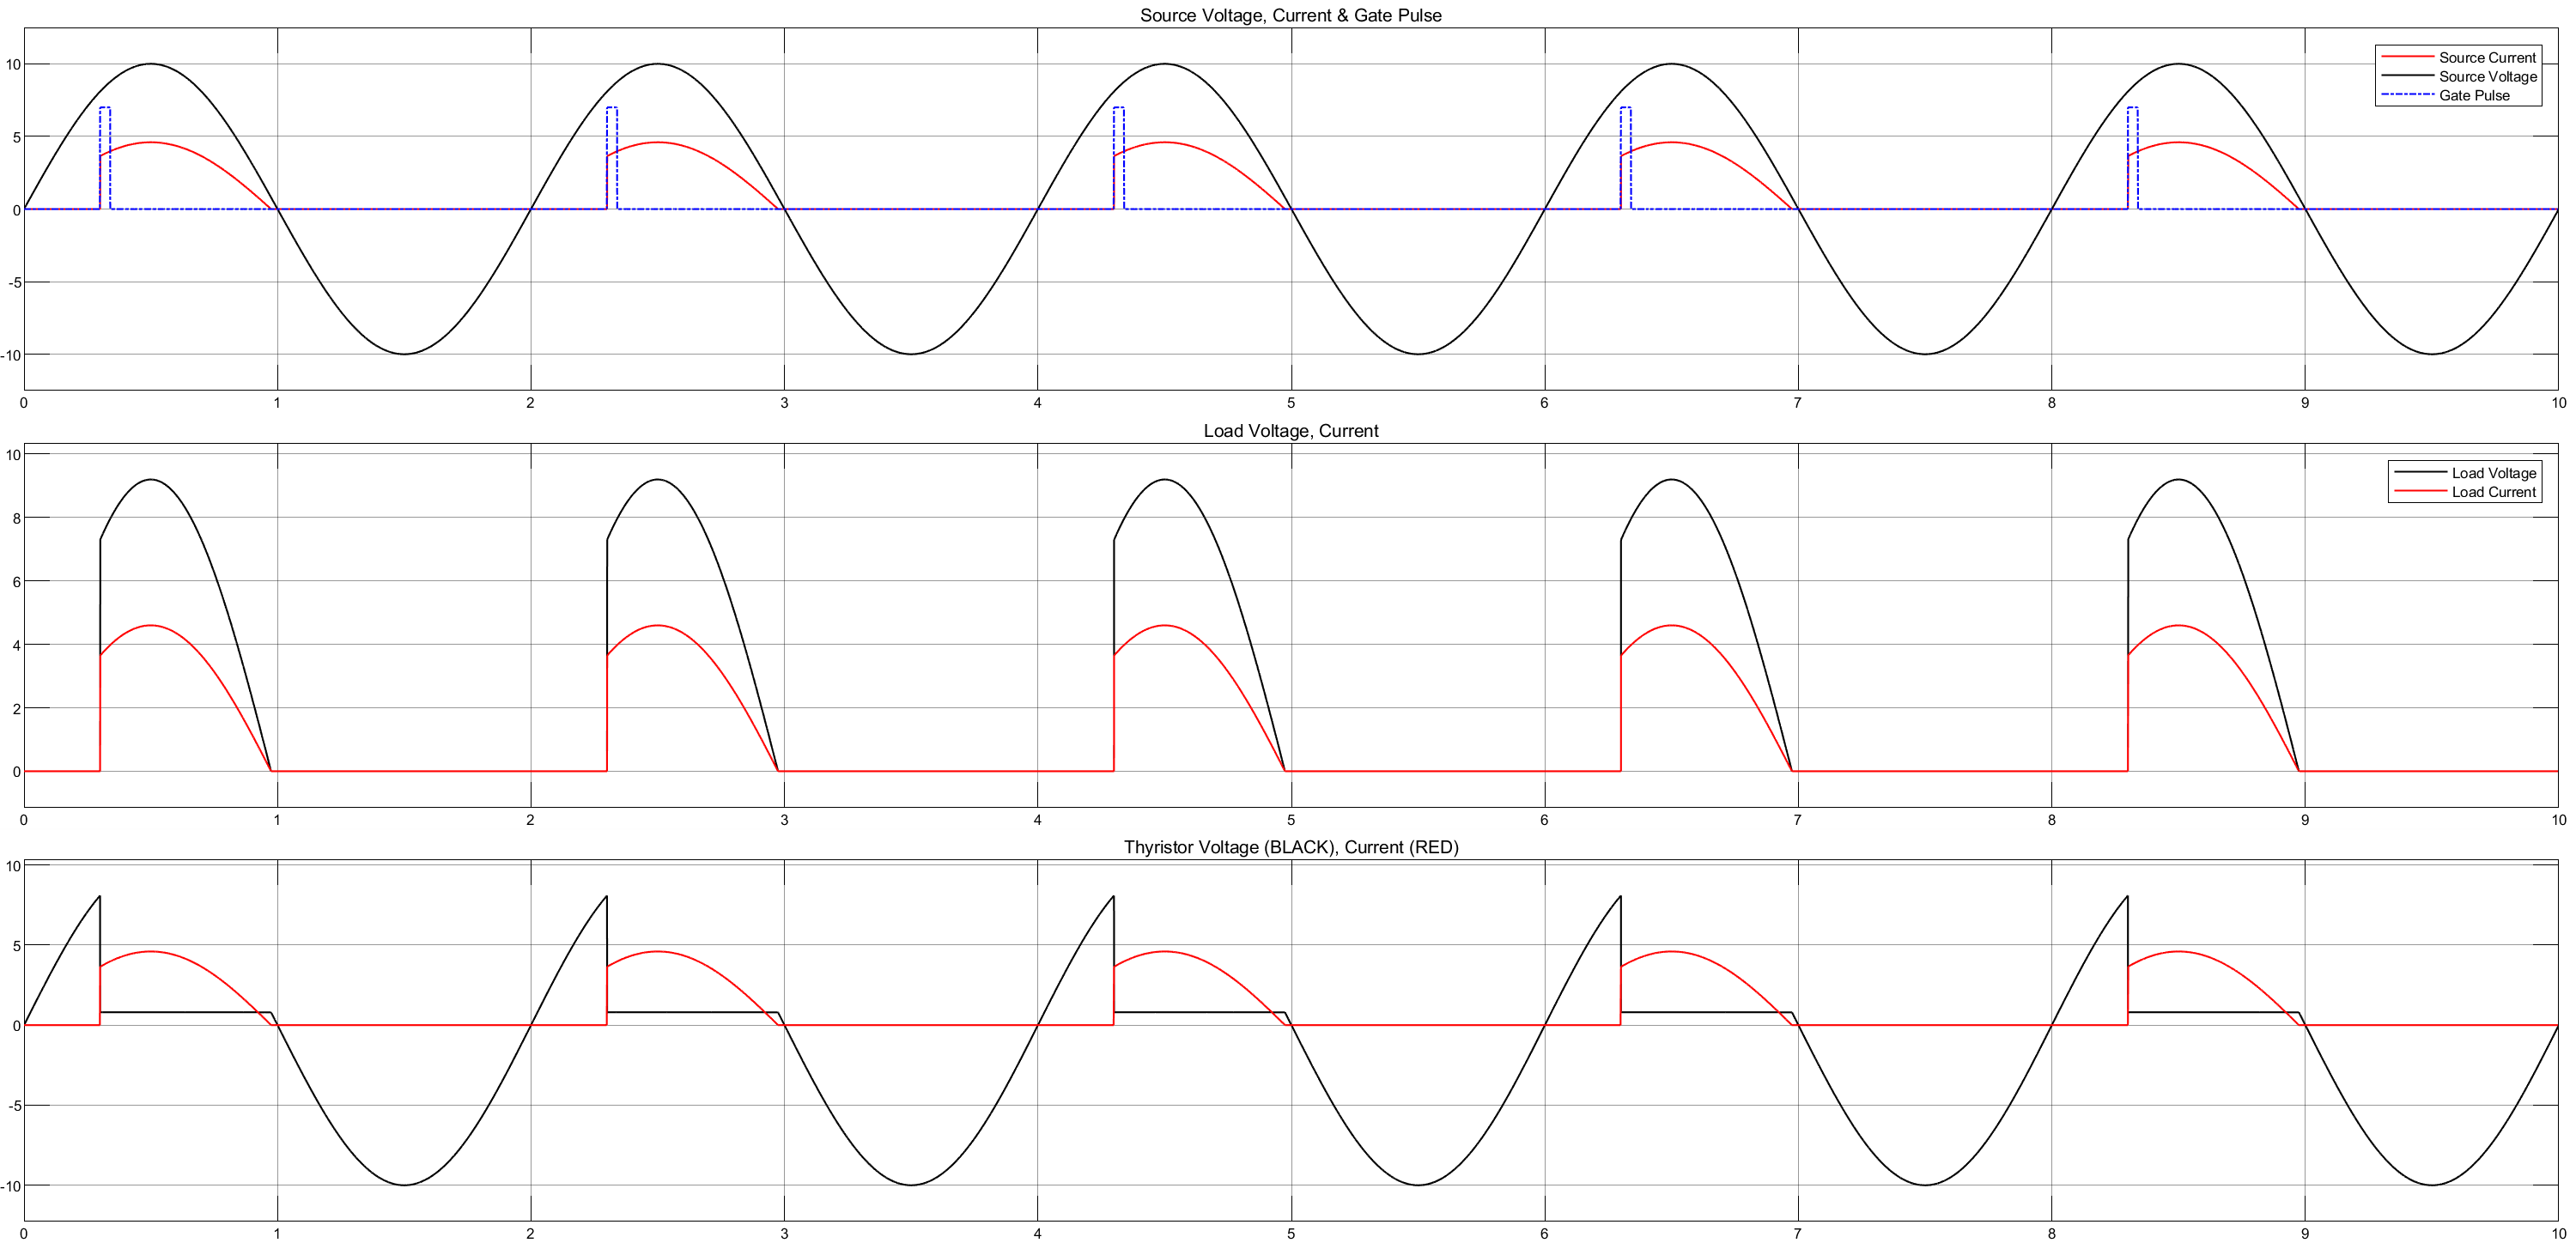 Source Voltage, Current & Gate Pulse
10
5
0
-5
-10
Source Current
Source Voltage
Gate Pulse
0 1 2 3 4 5 6 7 8 9 10
Load Voltage, Current
10
8
6
4
2
0
Load Voltage
Load Current
0 1 2 3 4 5 6 7 8 9 10
Thyristor Voltage (BLACK), Current (RED)
10
5
0
-5
-10
0 1 2 3 4 5 6 7 8 9 10